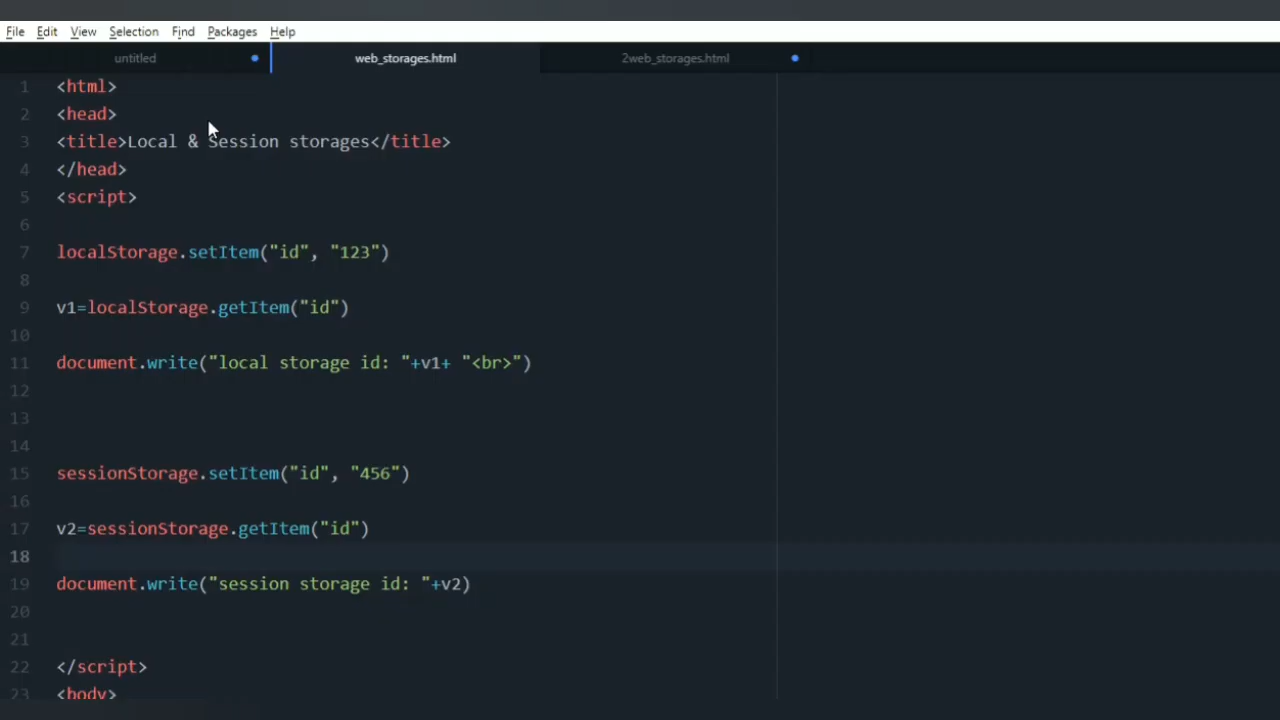 File Edit View Selection Find Packages Help
untitled web_storages.html 2web_storages.html
1 <html>
2 <head>
3 <title>Local & Session storages</title>
4 </head>
5 <script>
6
7 localStorage.setItem("id", "123")
8
9 v1=localStorage.getItem("id")
10
11 document.write("local storage id: "+v1+ "<br>")
12
13
14
15 sessionStorage.setItem("id", "456")
16
17 v2=sessionStorage.getItem("id")
18
19 document.write("session storage id: "+v2)
20
21
22 </script>
23 <body>